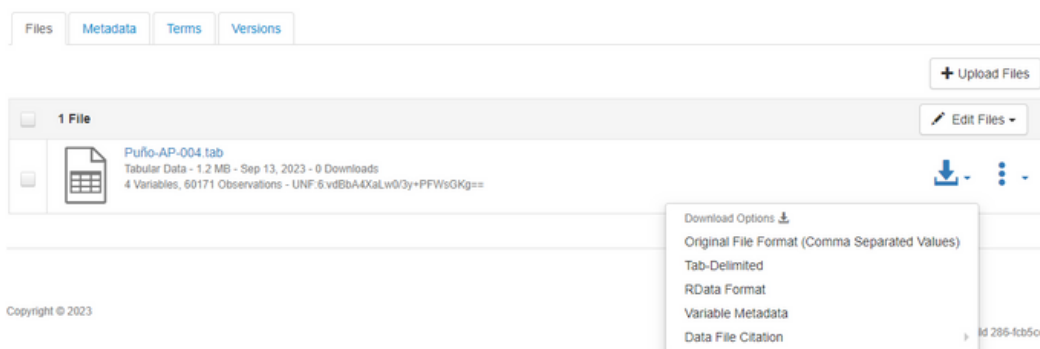 Files Metadata Terms Versions
Upload Files
1 File
Edit Files
Puño-AP-004.tab
Tabular Data - 1.2 MB - Sep 13, 2023 - 0 Downloads
4 Variables, 60171 Observations - UNF:6:vdBbA4XaLw0/3y+PFWsGKg==
Download Options
Original File Format (Comma Separated Values)
Tab-Delimited
RData Format
Variable Metadata
Data File Citation
Copyright © 2023